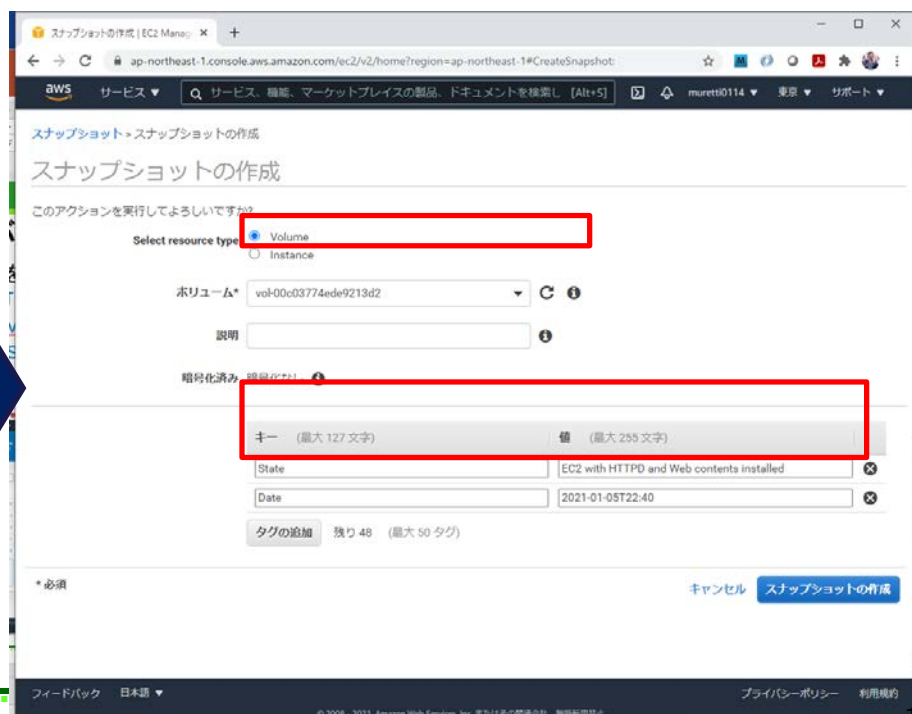 スナップショットの作成 | EC2 Manag
ap-northeast-1.console.aws.amazon.com/ec2/v2/home?region=ap-northeast-1#CreateSnapshot:
aws サービス サービス、機能、マーケットプレイスの製品、ドキュメントを検索し [Alt+S] muretti0114 東京 サポート
スナップショット > スナップショットの作成
スナップショットの作成
このアクションを実行してよろしいですか?
Select resource type Volume
Instance
ボリューム* vol-00c03774ede9213d2
説明
暗号化済み 暗号化なし
キー (最大 127 文字) 値 (最大 255 文字)
State EC2 with HTTPD and Web contents installed
Date 2021-01-05T22:40
タグの追加 残り 48 (最大 50 タグ)
* 必須 キャンセル スナップショットの作成
フィードバック 日本語 プライバシーポリシー 利用規約